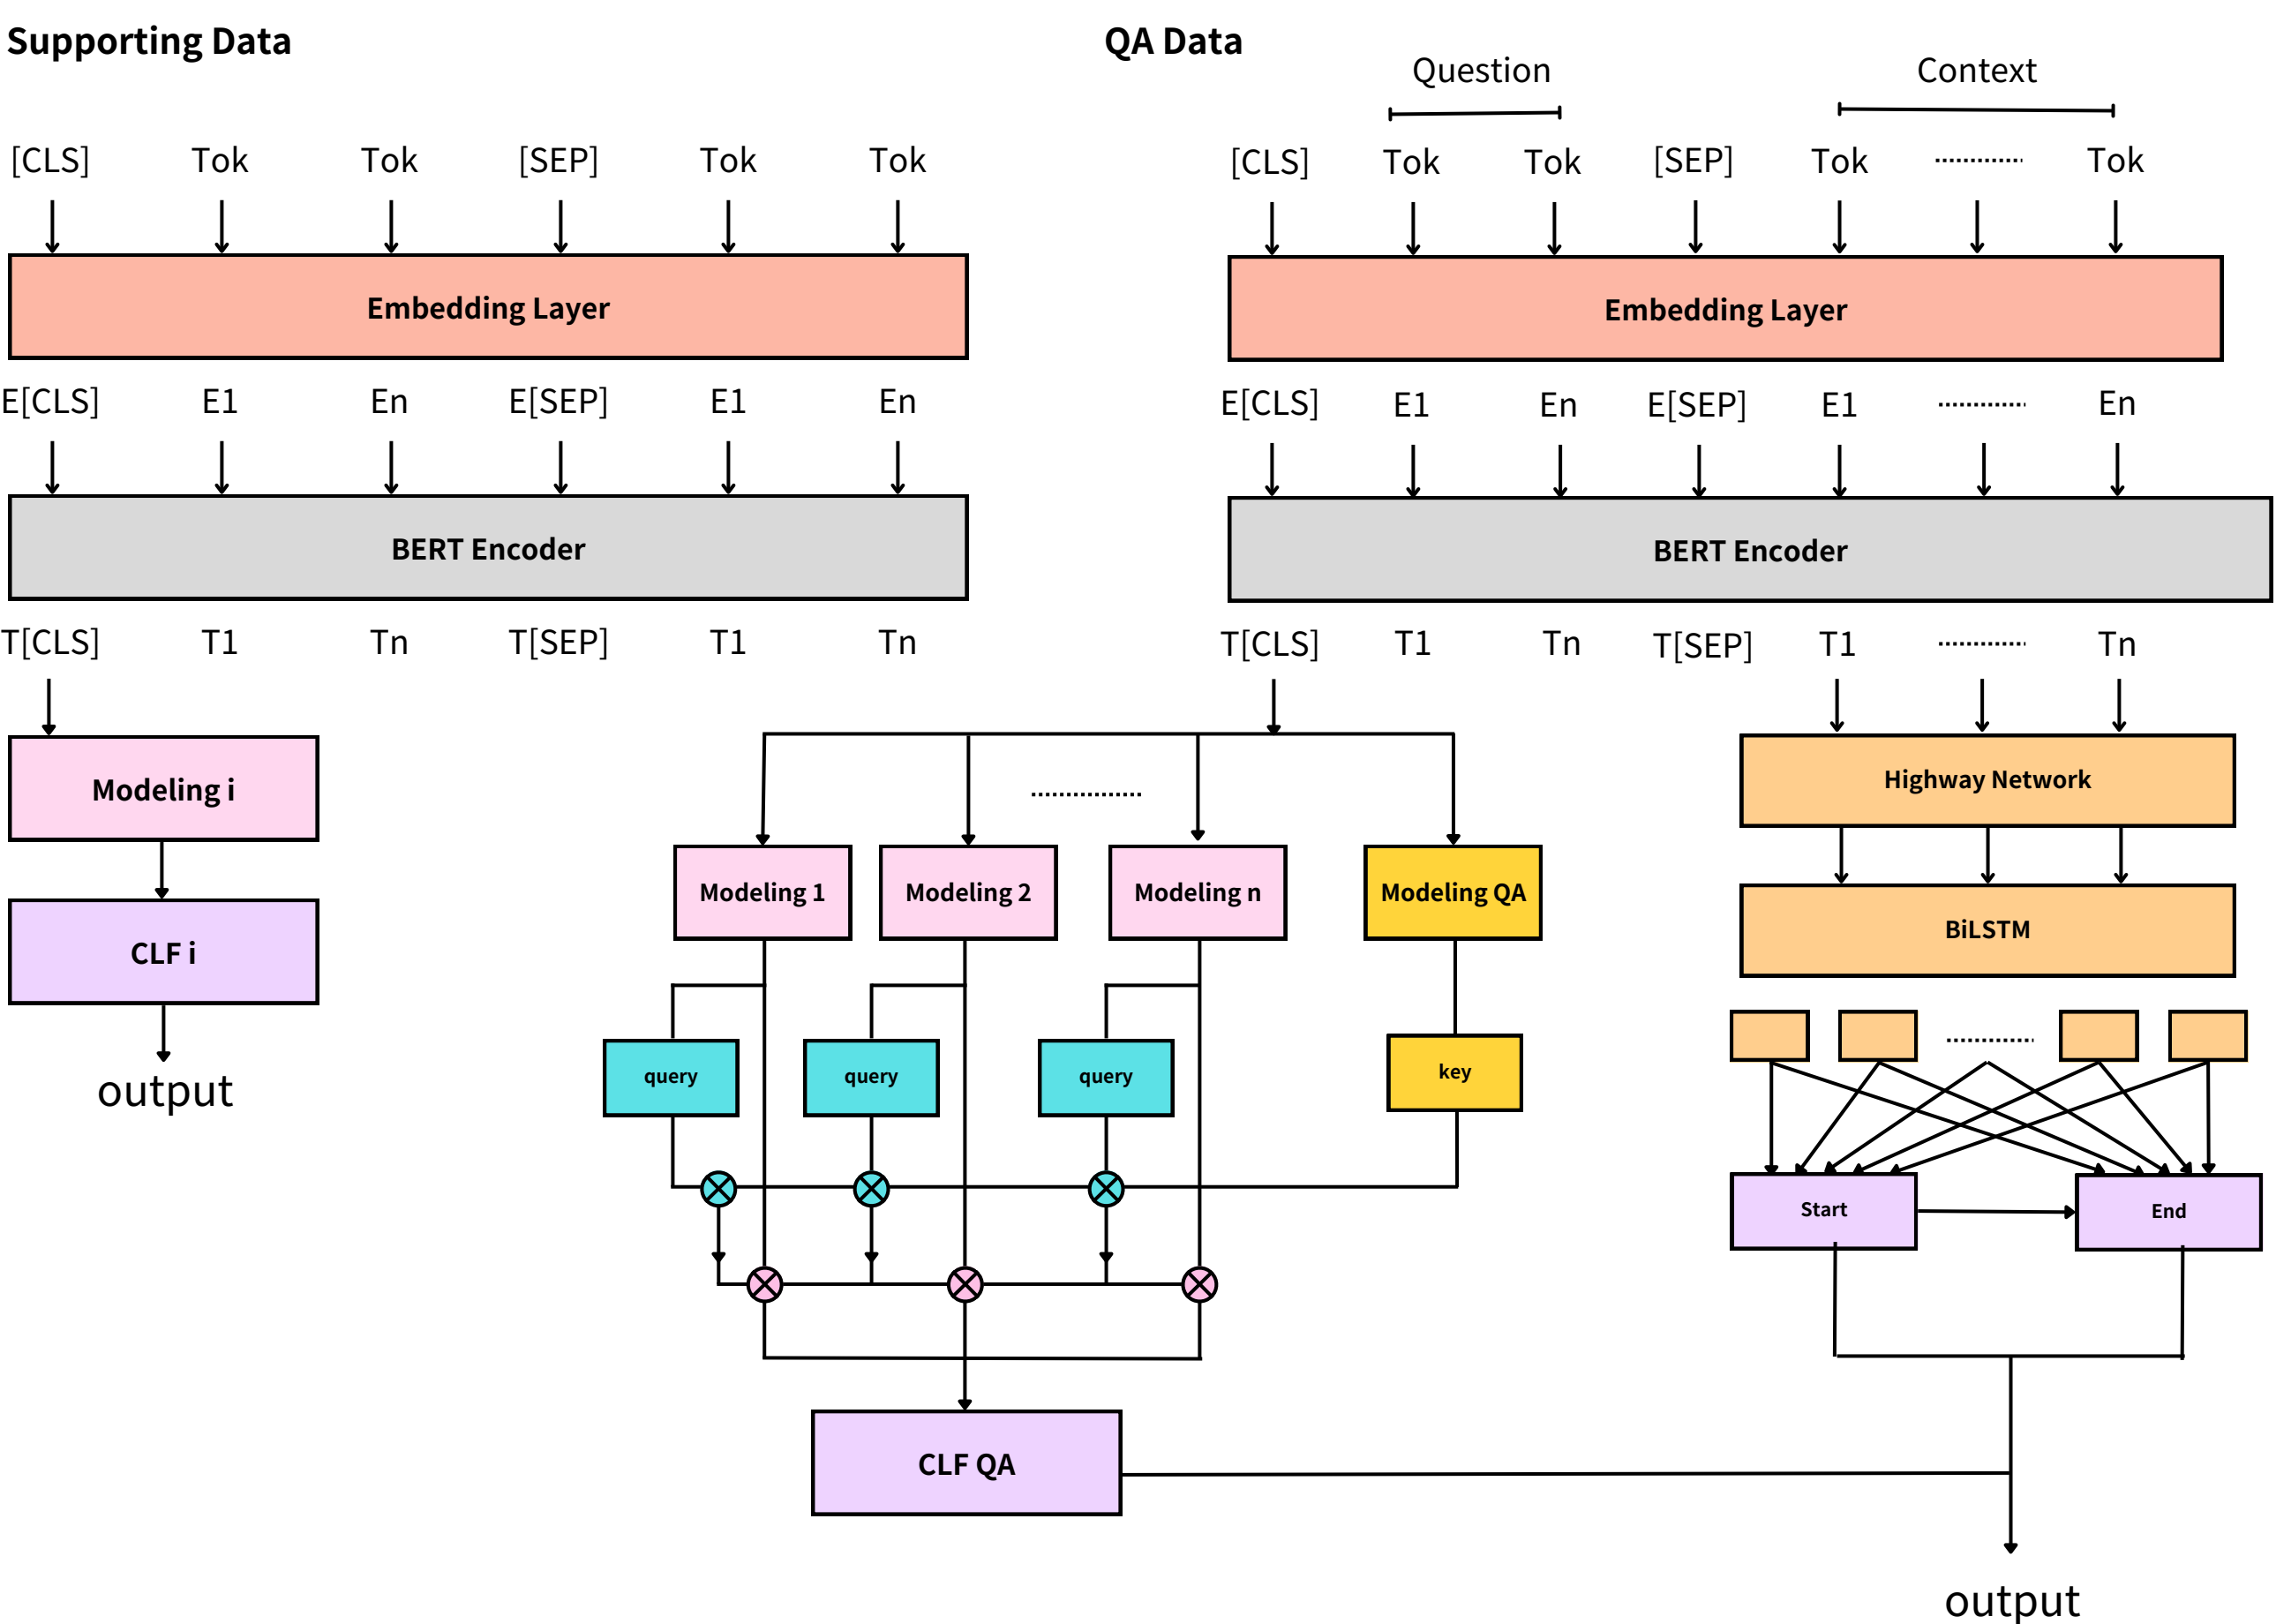 Supporting Data
QA Data
Question
Context
[CLS] Tok Tok [SEP] Tok Tok
[CLS] Tok Tok [SEP] Tok ............. Tok
Embedding Layer
Embedding Layer
E[CLS] E1 En E[SEP] E1 En
E[CLS] E1 En E[SEP] E1 ............. En
BERT Encoder
BERT Encoder
T[CLS] T1 Tn T[SEP] T1 Tn
T[CLS] T1 Tn T[SEP] T1 ............. Tn
Modeling i
CLF i
output
................
Modeling 1
Modeling 2
Modeling n
Modeling QA
query
query
query
key
CLF QA
Highway Network
BiLSTM
.............
Start
End
output